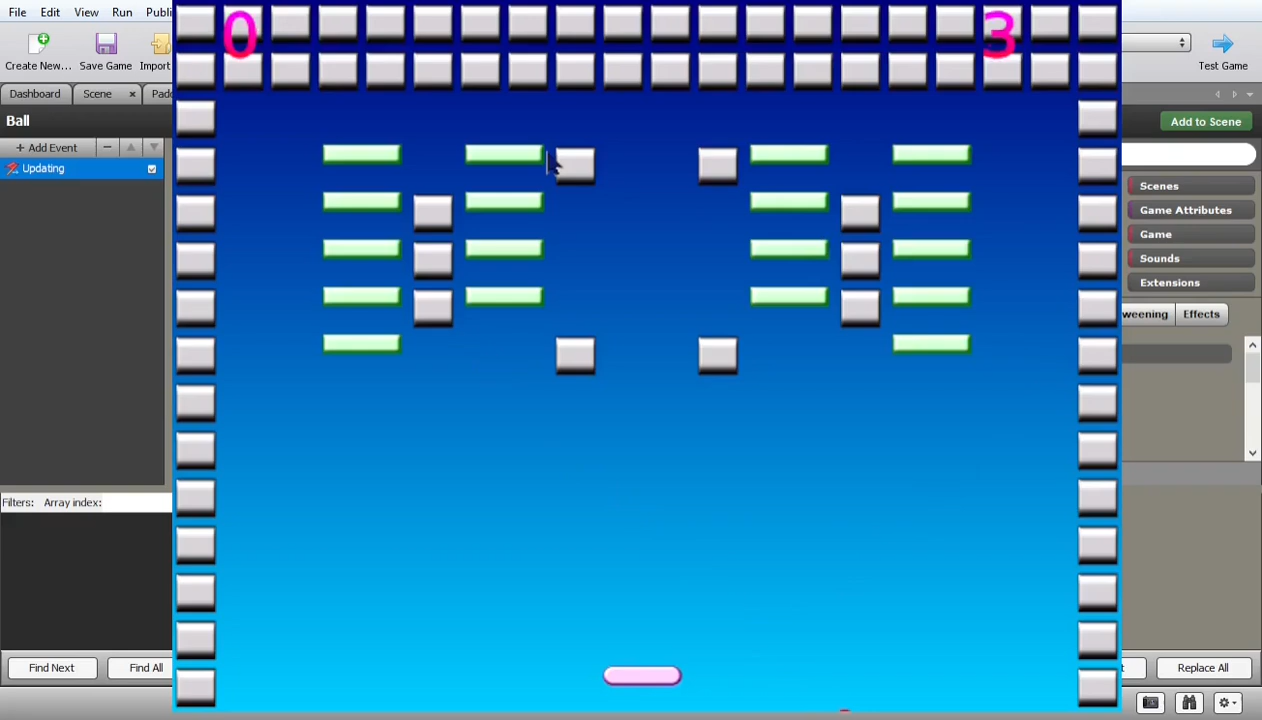 File Edit View Run Publi
0 3
Create New... Save Game Import Test Game
Dashboard Scene × Pad
Ball Add to Scene
+ Add Event
Updating
Scenes
Game Attributes
Game
Sounds
Extensions
weening Effects
Filters: Array index:
Find Next Find All Replace All